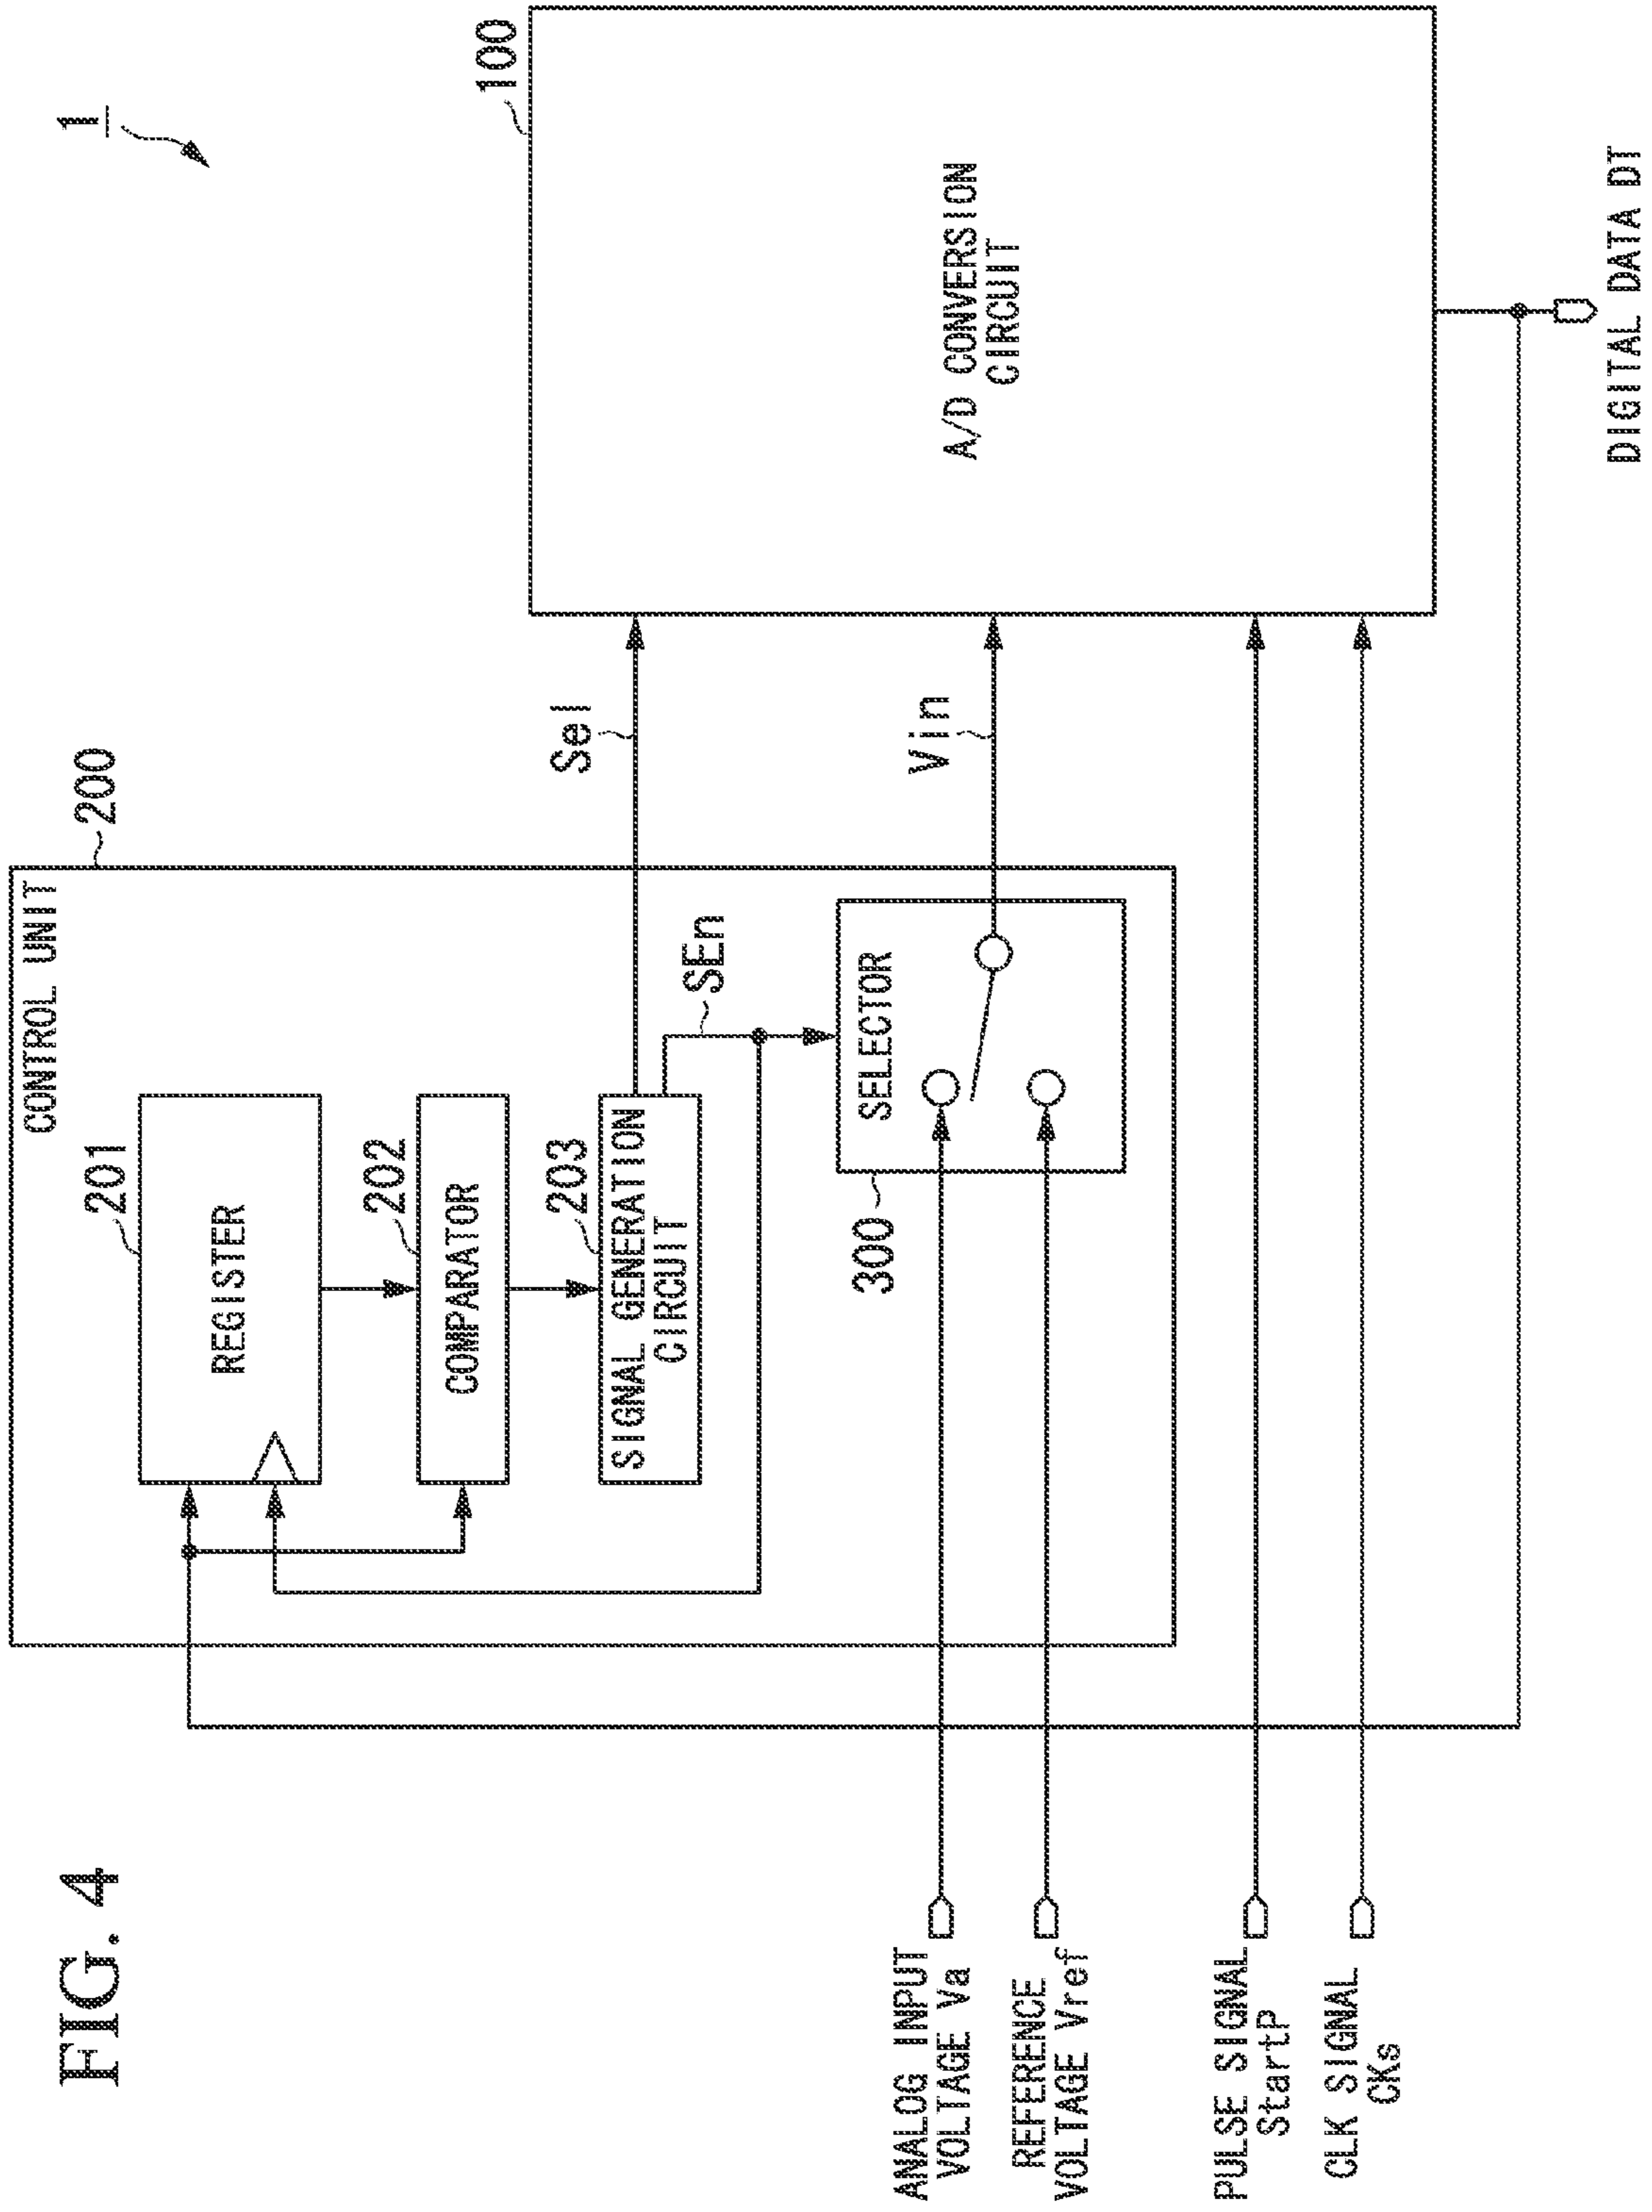 FIG. 4
1
CONTROL UNIT
200
201
REGISTER
202
COMPARATOR
203
SIGNAL GENERATION
CIRCUIT
SEn
Sel
100
A/D CONVERSION
CIRCUIT
300
SELECTOR
Vin
ANALOG INPUT
VOLTAGE Va
REFERENCE
VOLTAGE Vref
PULSE SIGNAL
StartP
CLK SIGNAL
CKs
DIGITAL DATA DT